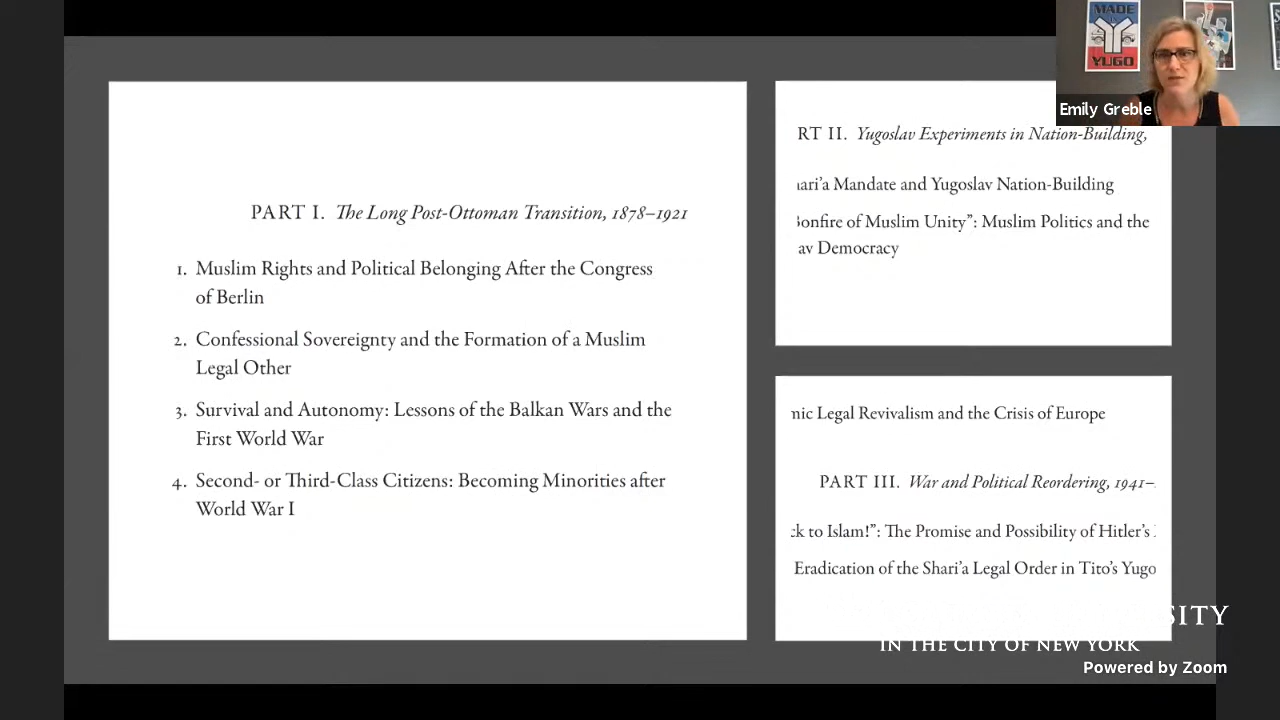 MADE
YUGO
Emily Greble
PART I. The Long Post-Ottoman Transition, 1878–1921
1. Muslim Rights and Political Belonging After the Congress
of Berlin
2. Confessional Sovereignty and the Formation of a Muslim
Legal Other
3. Survival and Autonomy: Lessons of the Balkan Wars and the
First World War
4. Second- or Third-Class Citizens: Becoming Minorities after
World War I
RT II. Yugoslav Experiments in Nation-Building,
ari’a Mandate and Yugoslav Nation-Building
onfire of Muslim Unity”: Muslim Politics and the
av Democracy
nic Legal Revivalism and the Crisis of Europe
PART III. War and Political Reordering, 1941–
ck to Islam!”: The Promise and Possibility of Hitler’s
Eradication of the Shari’a Legal Order in Tito’s Yugo
SITY
IN THE CITY OF NEW YORK
Powered by Zoom